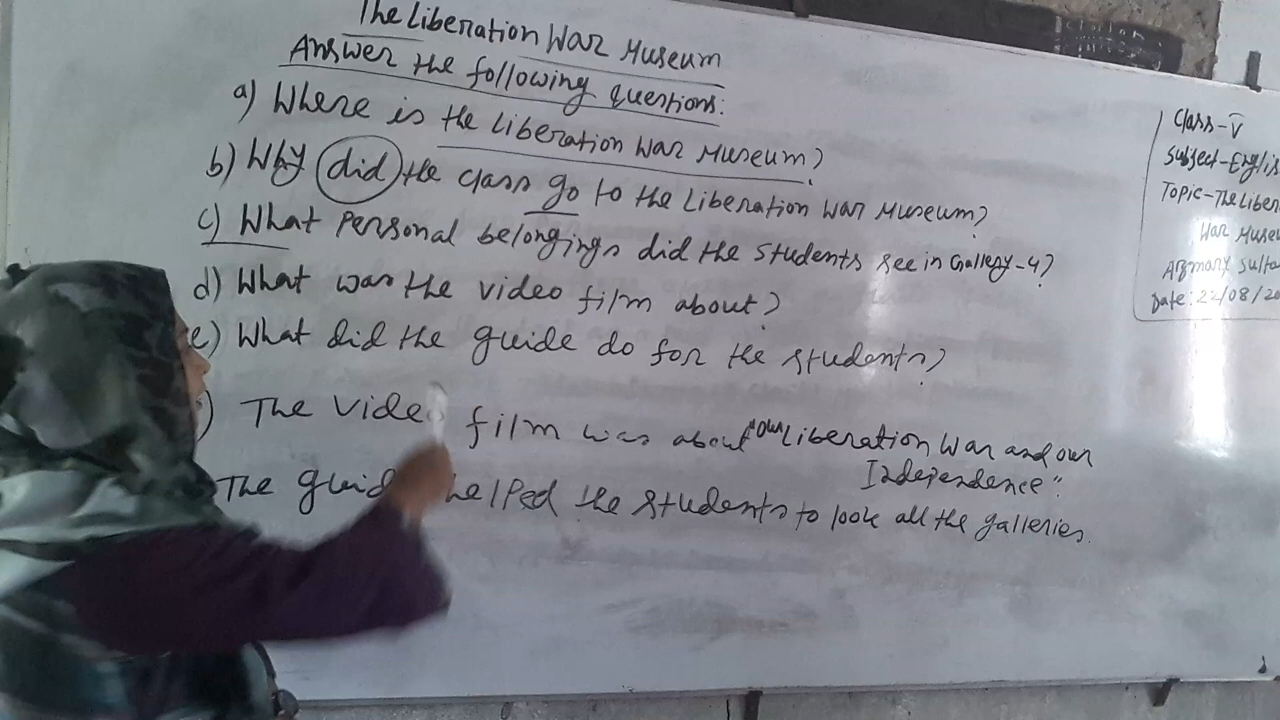 The Liberation War Museum
Answer the following questions:
a) Where is the Liberation War Museum?
b) Why did the class go to the Liberation War Museum?
c) What personal belongings did the students see in Gallery-4?
d) What was the video film about?
e) What did the guide do for the students?
) The video film was about "our Liberation War and our
Independence".
The guide helped the students to look all the galleries.
Class-V
Subject-Englis
Topic-The Liber
War Museu
Date: 22/08/20